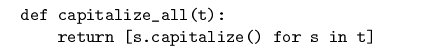 def capitalize_all(t):
    return [s.capitalize() for s in t]